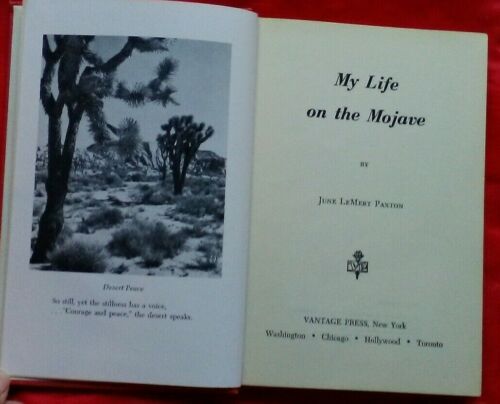 Desert Peace
So still, yet the stillness has a voice,
. . "Courage and peace," the desert speaks.
My Life
on the Mojave
BY
JUNE LEMERT PAXTON
VANTAGE PRESS, New York
Washington • Chicago • Hollywood • Toronto